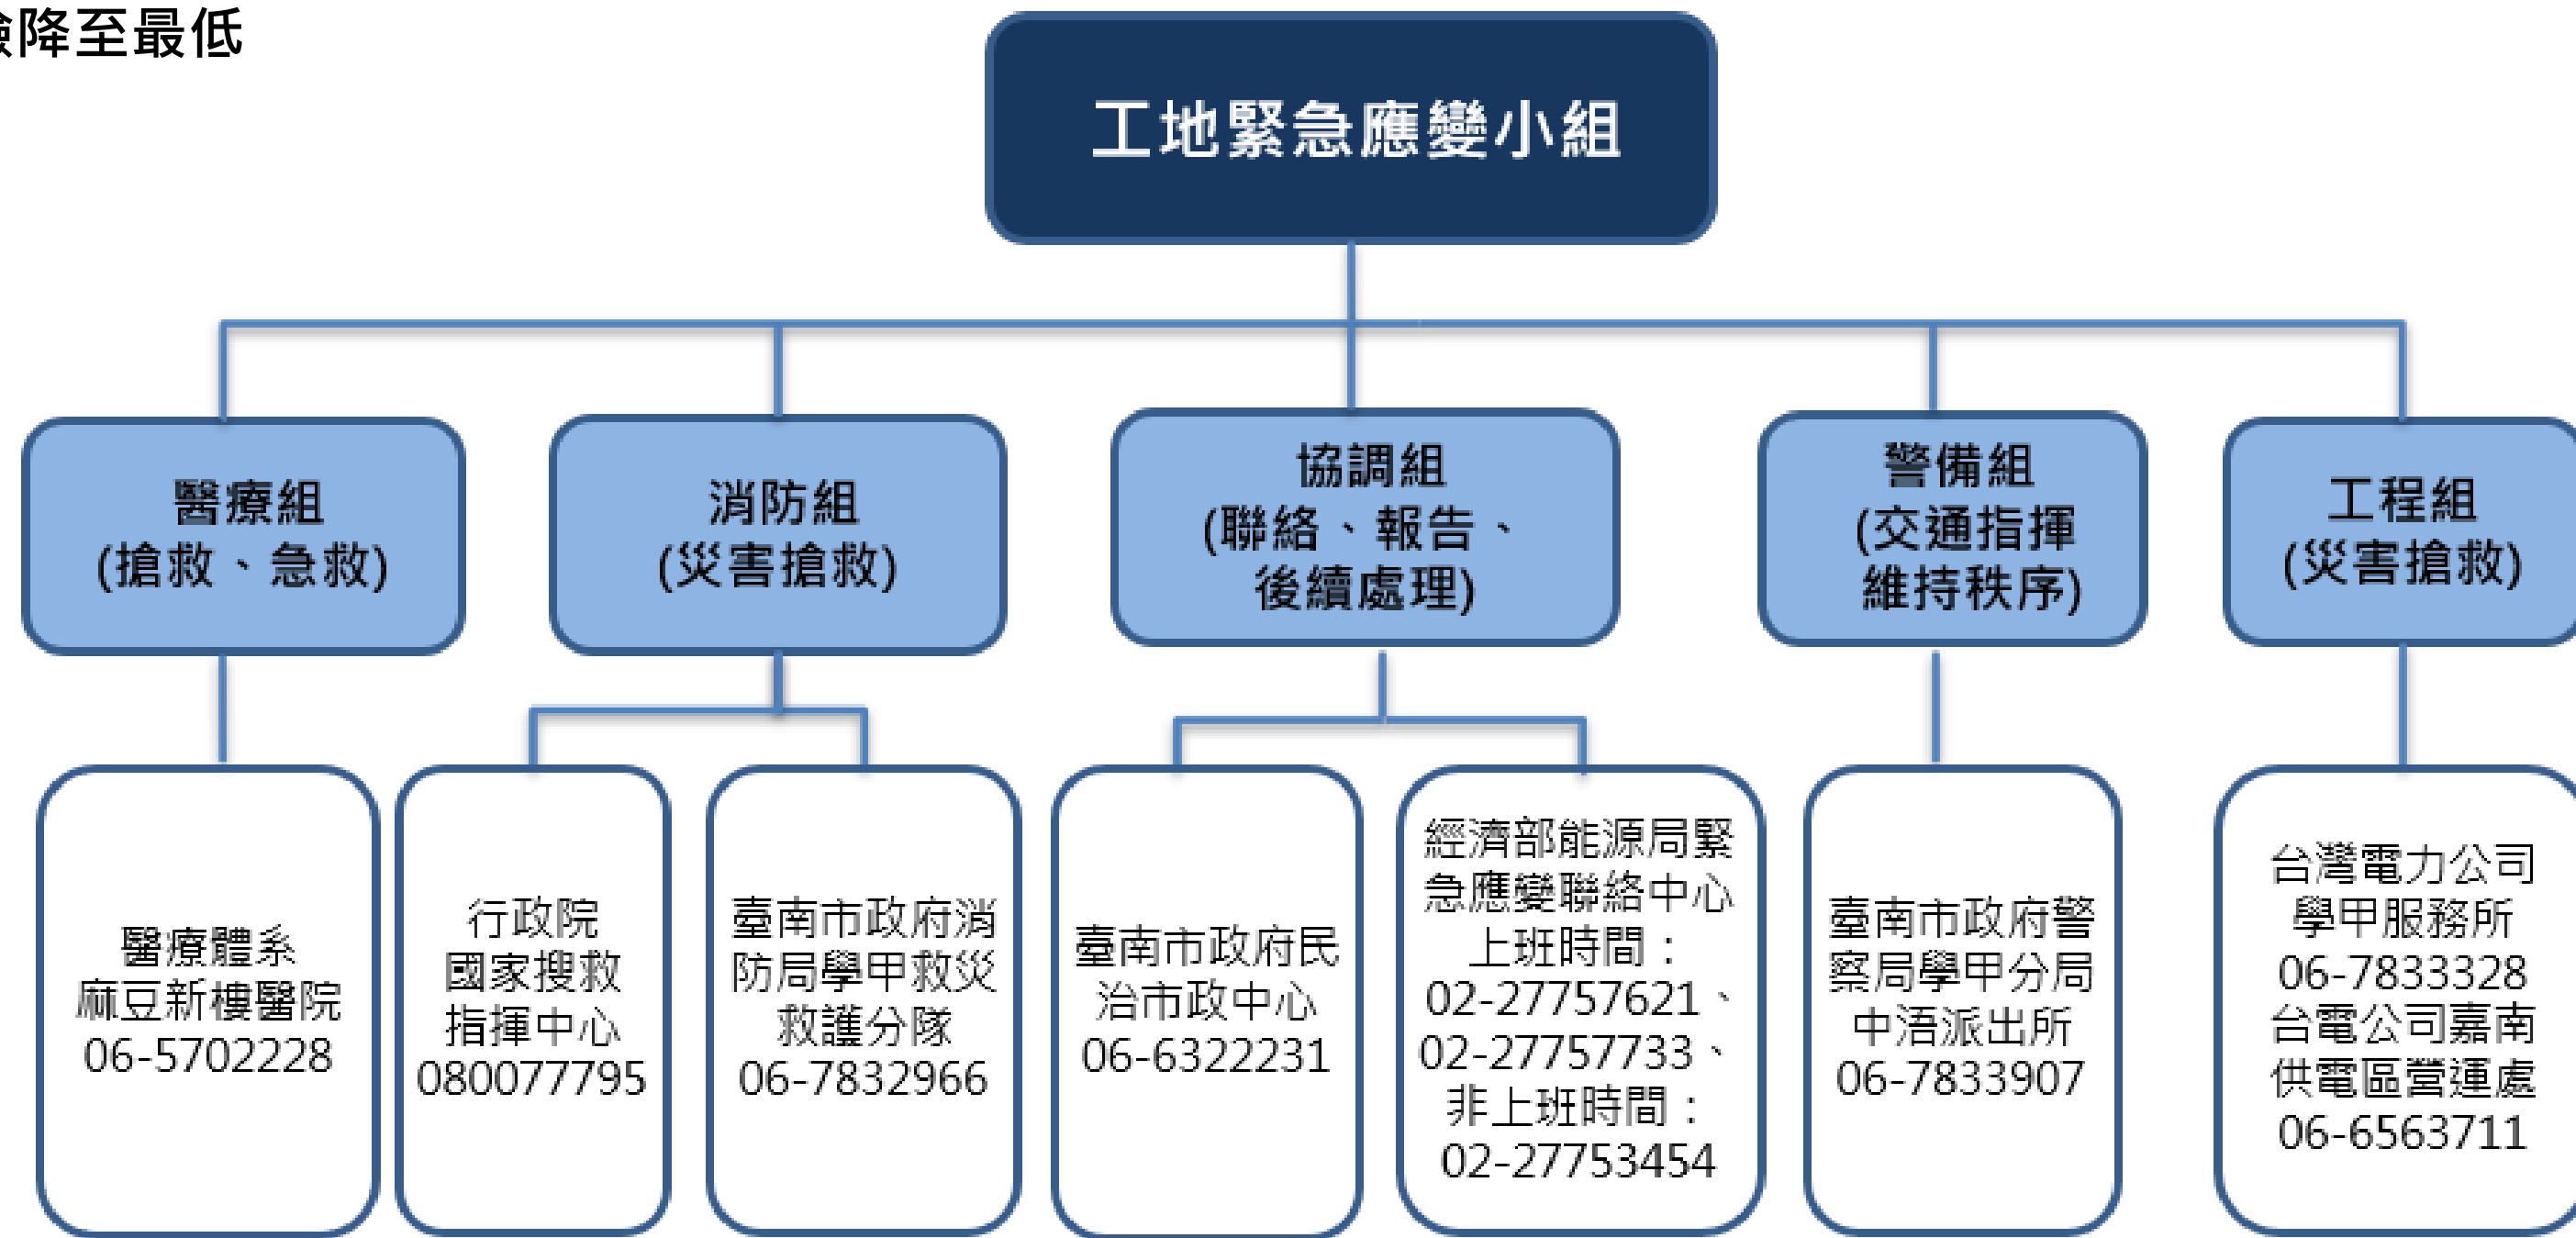 險降至最低
工地緊急應變小組
醫療組
(搶救、急救)
消防組
(災害搶救)
協調組
(聯絡、報告、
後續處理)
警備組
(交通指揮
維持秩序)
工程組
(災害搶救)
醫療體系
麻豆新樓醫院
06-5702228
行政院
國家搜救
指揮中心
080077795
臺南市政府消
防局學甲救災
救護分隊
06-7832966
臺南市政府民
治市政中心
06-6322231
經濟部能源局緊
急應變聯絡中心
上班時間：
02-27757621、
02-27757733、
非上班時間：
02-27753454
臺南市政府警
察局學甲分局
中浯派出所
06-7833907
台灣電力公司
學甲服務所
06-7833328
台電公司嘉南
供電區營運處
06-6563711